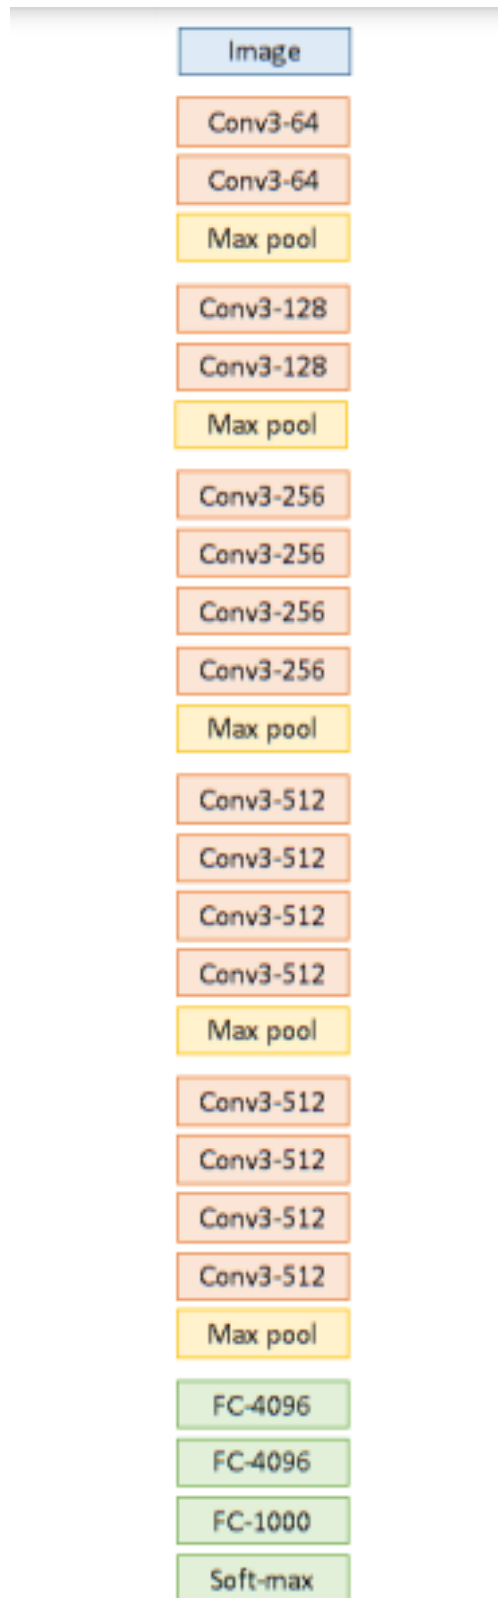 Image
Conv3-64
Conv3-64
Max pool
Conv3-128
Conv3-128
Max pool
Conv3-256
Conv3-256
Conv3-256
Conv3-256
Max pool
Conv3-512
Conv3-512
Conv3-512
Conv3-512
Max pool
Conv3-512
Conv3-512
Conv3-512
Conv3-512
Max pool
FC-4096
FC-4096
FC-1000
Soft-max